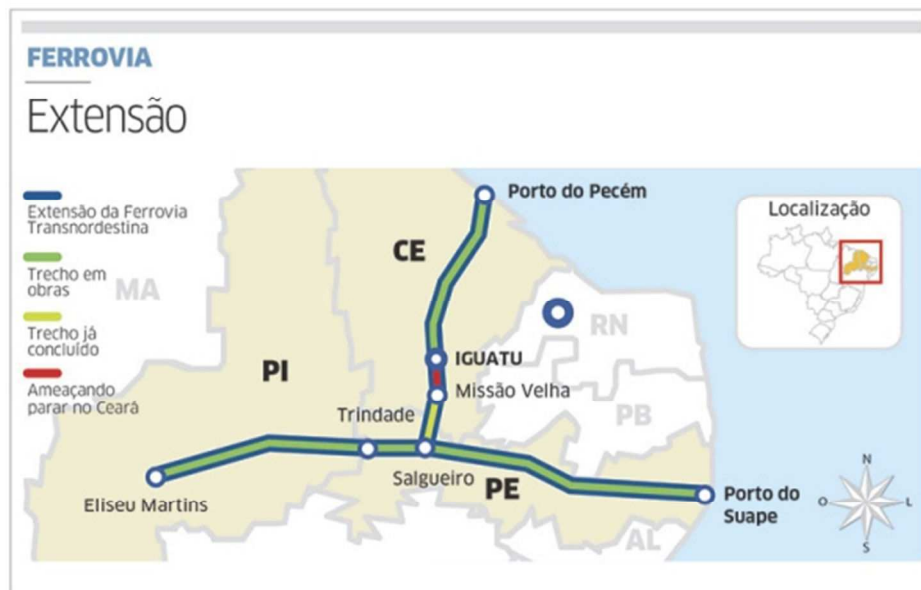 FERROVIA
Extensão
Extensão da Ferrovia
Transnordestina
Trecho em
obras
Trecho já
concluído
Ameaçando
parar no Ceará
MA
PI
CE
RN
PB
PE
AL
Porto do Pecém
IGUATU
Missão Velha
Trindade
Salgueiro
Eliseu Martins
Porto do
Suape
Localização
N
O
L
S